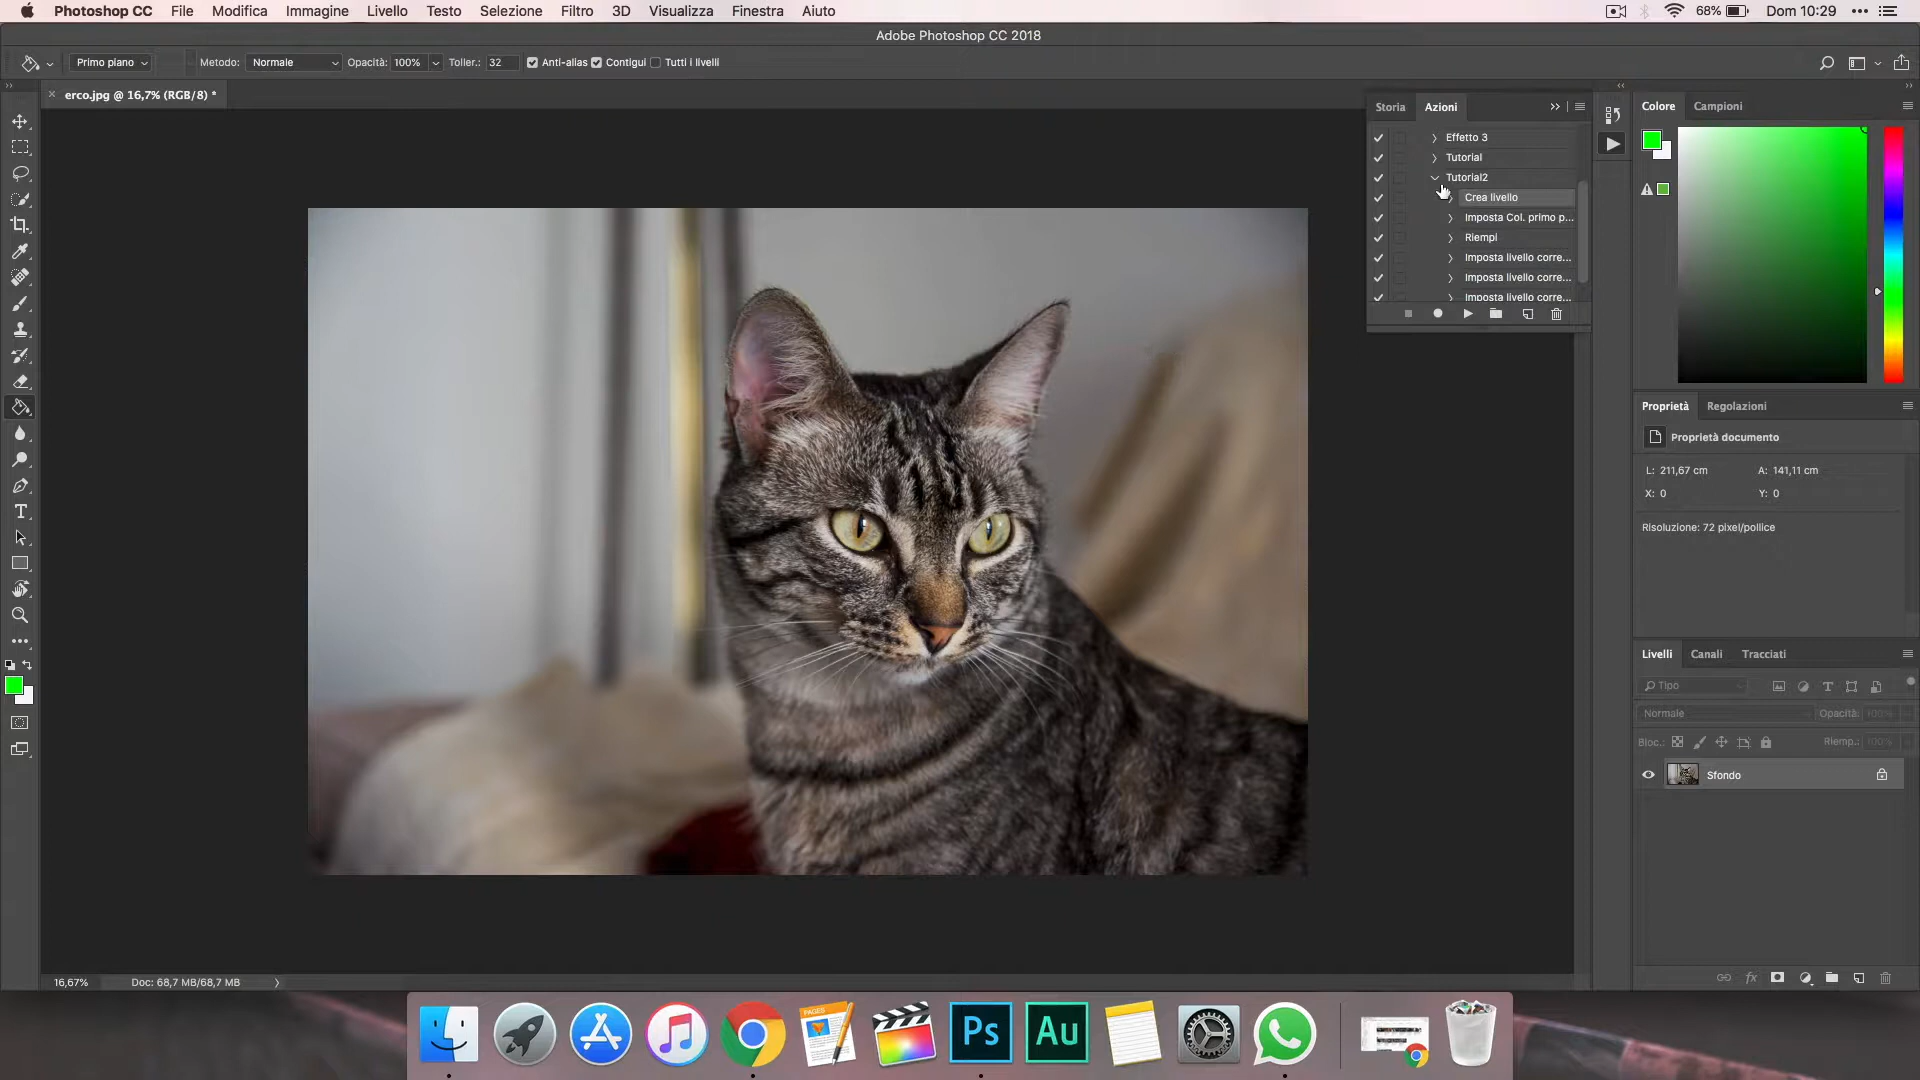 Photoshop CC File Modifica Immagine Livello Testo Selezione Filtro 3D Visualizza Finestra Aiuto 68% Dom 10:29
Adobe Photoshop CC 2018
Primo piano Metodo: Normale Opacità: 100% Toller.: 32 Anti-alias Contigui Tutti i livelli
erco.jpg @ 16,7% (RGB/8) *
Storia Azioni
Effetto 3
Tutorial
Tutorial2
Crea livello
Imposta Col. primo p...
Riempi
Imposta livello corre...
Imposta livello corre...
Imposta livello corre...
Colore Campioni
Proprietà Regolazioni
Proprietà documento
L: 211,67 cm A: 141,11 cm
X: 0 Y: 0
Risoluzione: 72 pixel/pollice
Livelli Canali Tracciati
Tipo
Normale Opacità: 100%
Bloc.: Riemp.: 100%
Sfondo
fx
16,67% Doc: 68,7 MB/68,7 MB
PAGES
Ps
Au